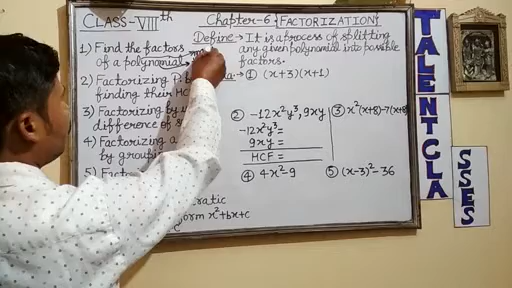 CLASS-VIIIth
Chapter-6 {FACTORIZATION}
Define → It is a process of splitting
any given polynomial into possible
factors.
① (x+3)(x+1)
1) Find the factors
of a polynomial
2) Factorizing
finding their HC
3) Factorizing by
difference of s
4) Factorizing a
by groupi
5) Fact
ratic
form x²+bx+c
② -12x²y³, 9xy
-12x²y³ =
9xy =
HCF =
③ x²(x+8)-7(x+8)
④ 4x²-9
⑤ (x-3)²-36
TALENT
CLASSES